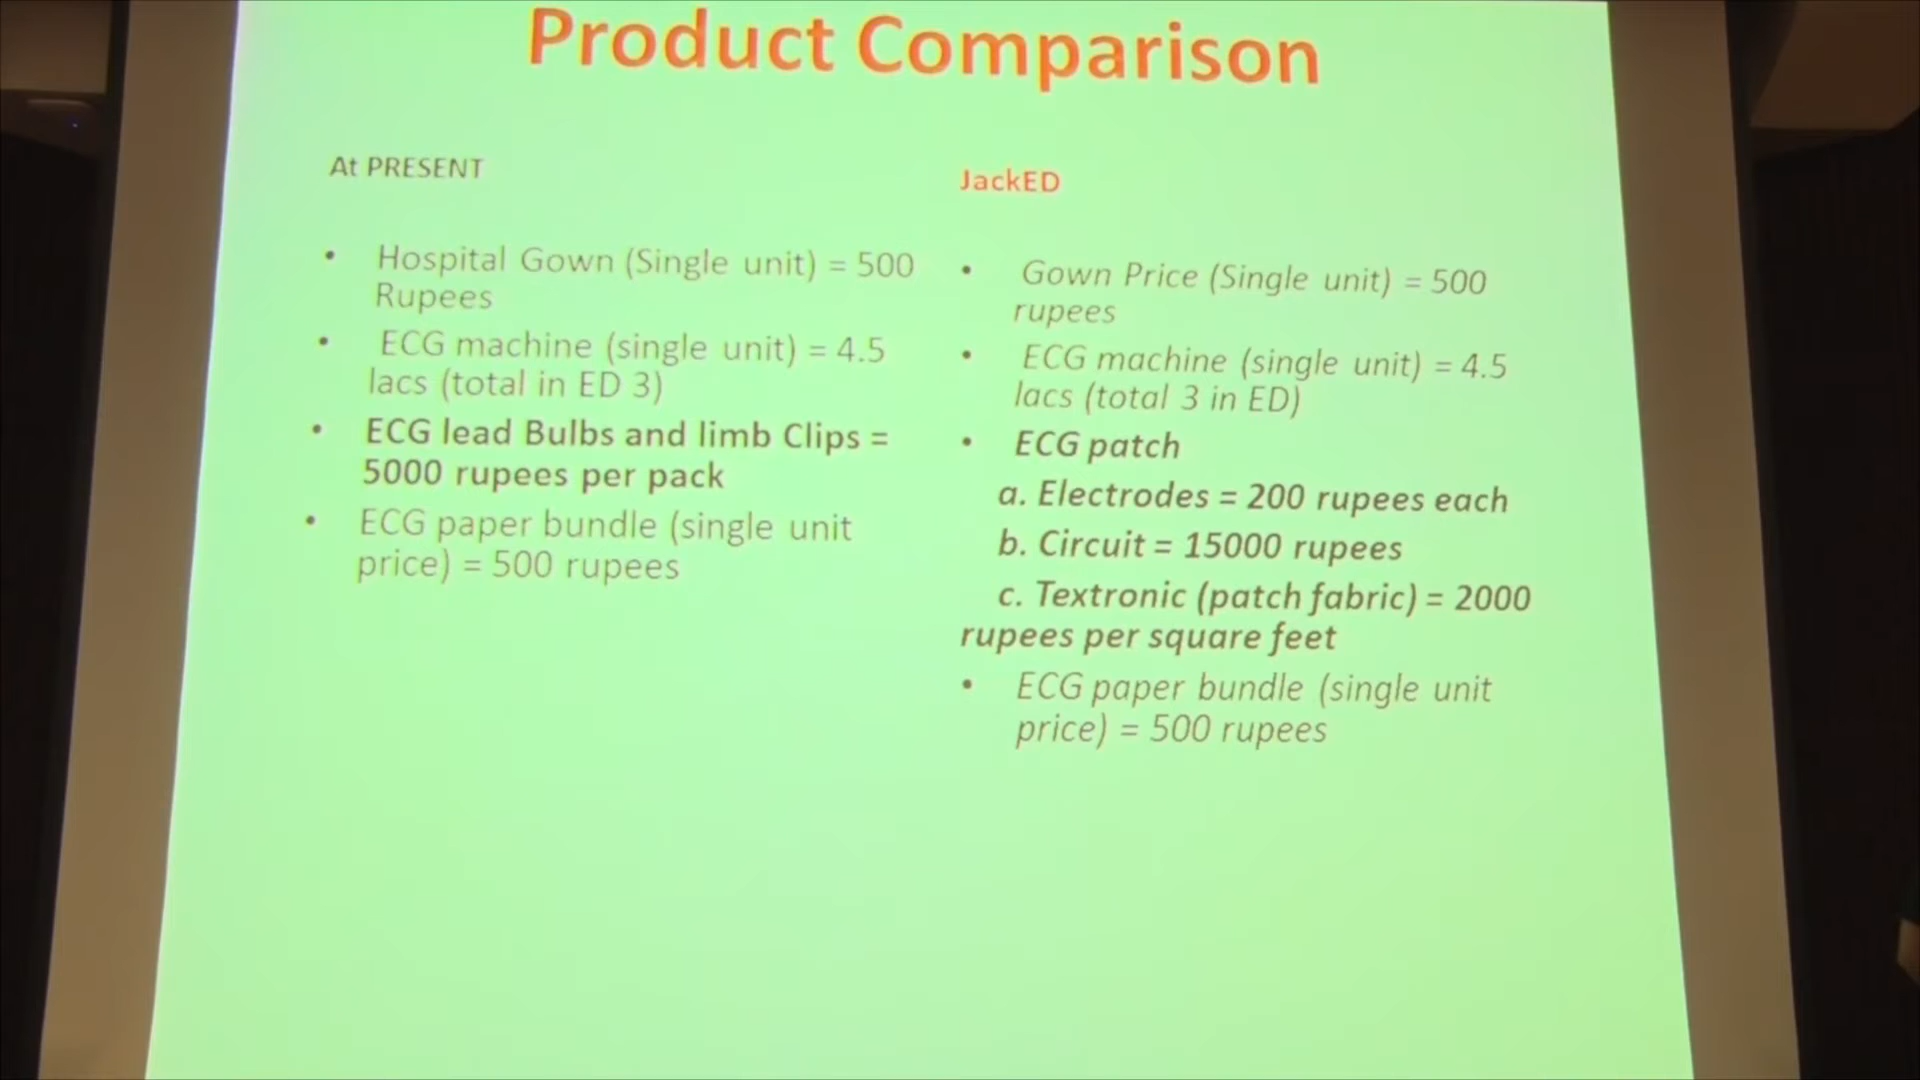 Product Comparison
At PRESENT
• Hospital Gown (Single unit) = 500
Rupees
• ECG machine (single unit) = 4.5
lacs (total in ED 3)
• ECG lead Bulbs and limb Clips =
5000 rupees per pack
• ECG paper bundle (single unit
price) = 500 rupees
JackED
• Gown Price (Single unit) = 500
rupees
• ECG machine (single unit) = 4.5
lacs (total 3 in ED)
• ECG patch
a. Electrodes = 200 rupees each
b. Circuit = 15000 rupees
c. Textronic (patch fabric) = 2000
rupees per square feet
• ECG paper bundle (single unit
price) = 500 rupees